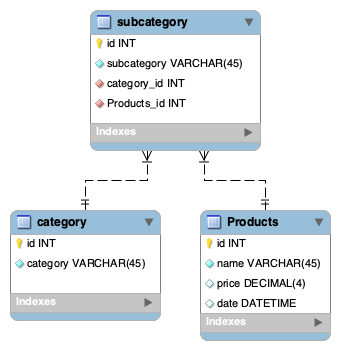 subcategory
id INT
subcategory VARCHAR(45)
category_id INT
Products_id INT
Indexes
category
id INT
category VARCHAR(45)
Indexes
Products
id INT
name VARCHAR(45)
price DECIMAL(4)
date DATETIME
Indexes